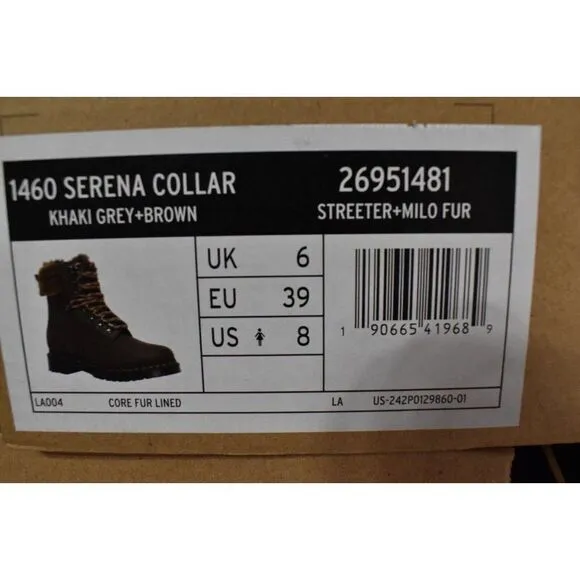 1460 SERENA COLLAR
KHAKI GREY+BROWN
26951481
STREETER+MILO FUR
UK 6
EU 39
US 8
1 90665 41968 9
LA004 CORE FUR LINED LA US-242P0129860-01